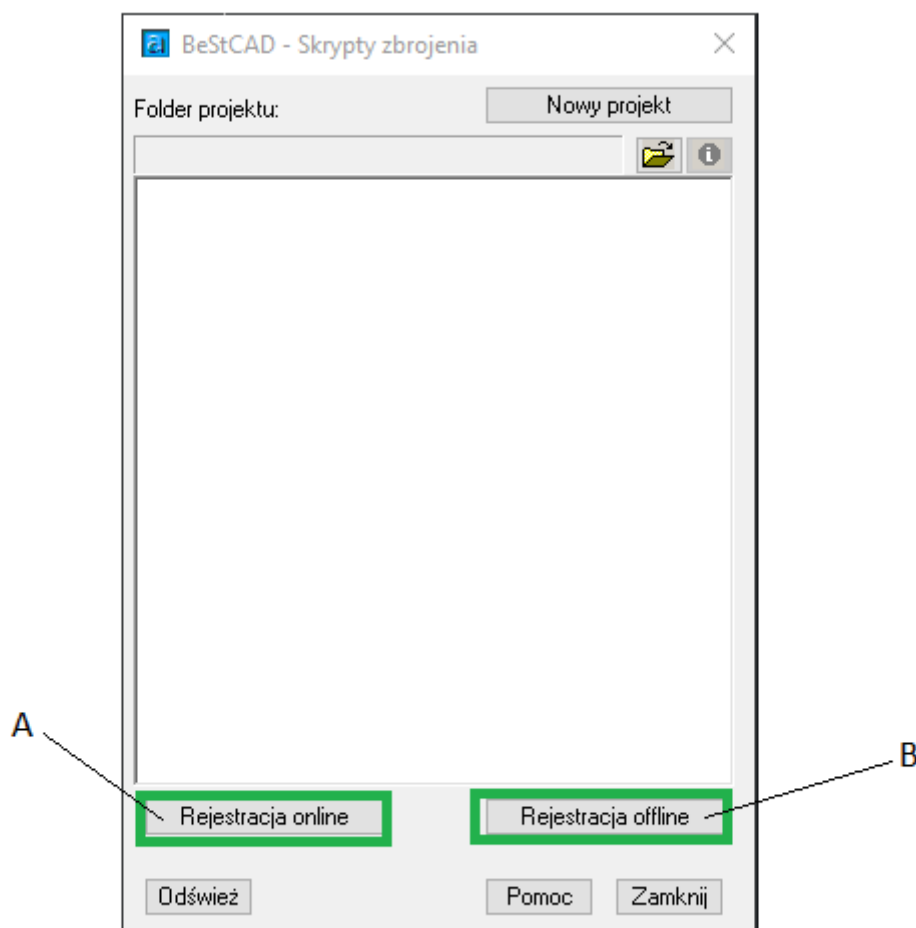 BeStCAD - Skrypty zbrojenia
Folder projektu:
Nowy projekt
A
B
Rejestracja online
Rejestracja offline
Odśwież
Pomoc
Zamknij